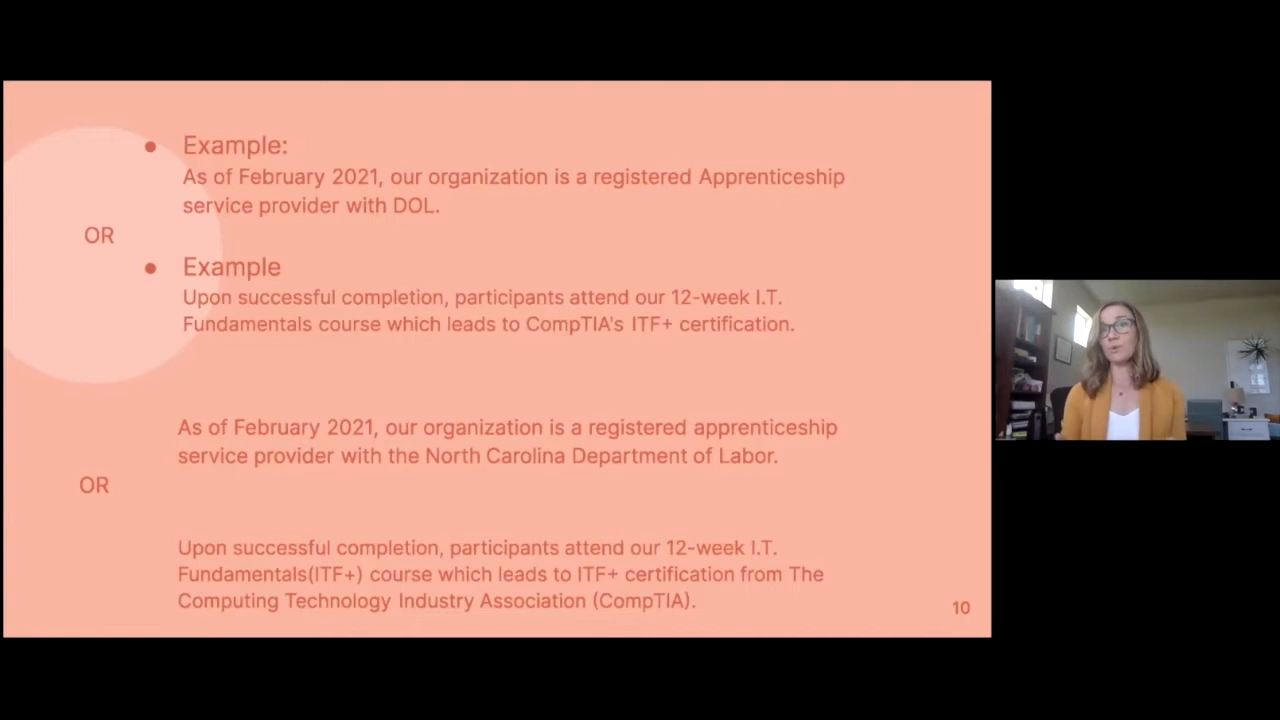 Example:
As of February 2021, our organization is a registered Apprenticeship
service provider with DOL.
OR
Example
Upon successful completion, participants attend our 12-week I.T.
Fundamentals course which leads to CompTIA's ITF+ certification.
As of February 2021, our organization is a registered apprenticeship
service provider with the North Carolina Department of Labor.
OR
Upon successful completion, participants attend our 12-week I.T.
Fundamentals(ITF+) course which leads to ITF+ certification from The
Computing Technology Industry Association (CompTIA).
10